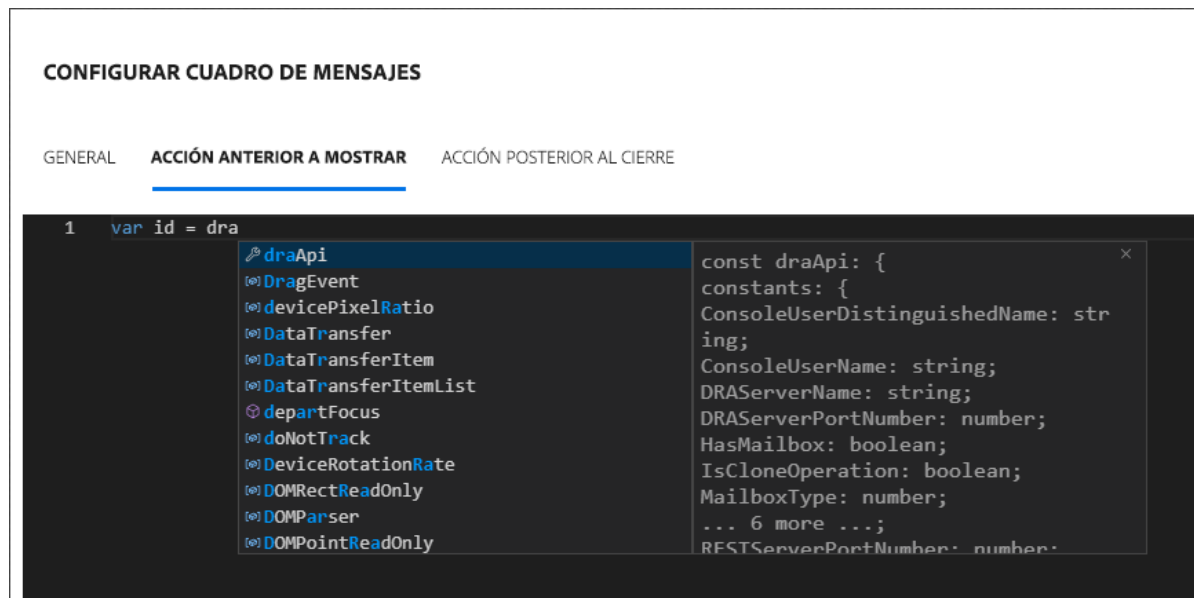 CONFIGURAR CUADRO DE MENSAJES
GENERAL ACCIÓN ANTERIOR A MOSTRAR ACCIÓN POSTERIOR AL CIERRE
1 var id = dra
draApi
DragEvent
devicePixelRatio
DataTransfer
DataTransferItem
DataTransferItemList
departFocus
doNotTrack
DeviceRotationRate
DOMRectReadOnly
DOMParser
DOMPointReadOnly
const draApi: {
constants: {
ConsoleUserDistinguishedName: str
ing;
ConsoleUserName: string;
DRAServerName: string;
DRAServerPortNumber: number;
HasMailbox: boolean;
IsCloneOperation: boolean;
MailboxType: number;
... 6 more ...;
RESTServerPortNumber: number;